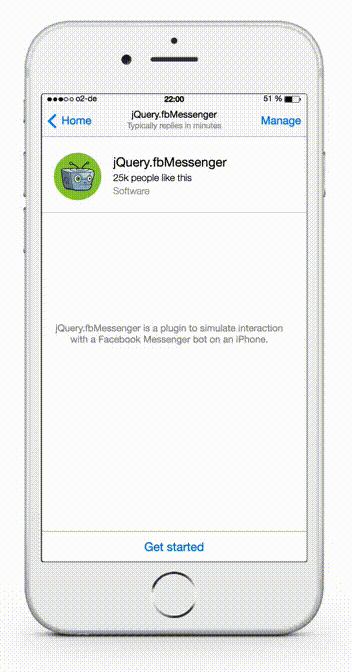 o2-de 22:00 51 %
Home jQuery.fbMessenger Manage
Typically replies in minutes
jQuery.fbMessenger
25k people like this
Software
jQuery.fbMessenger is a plugin to simulate interaction
with a Facebook Messenger bot on an iPhone.
Get started